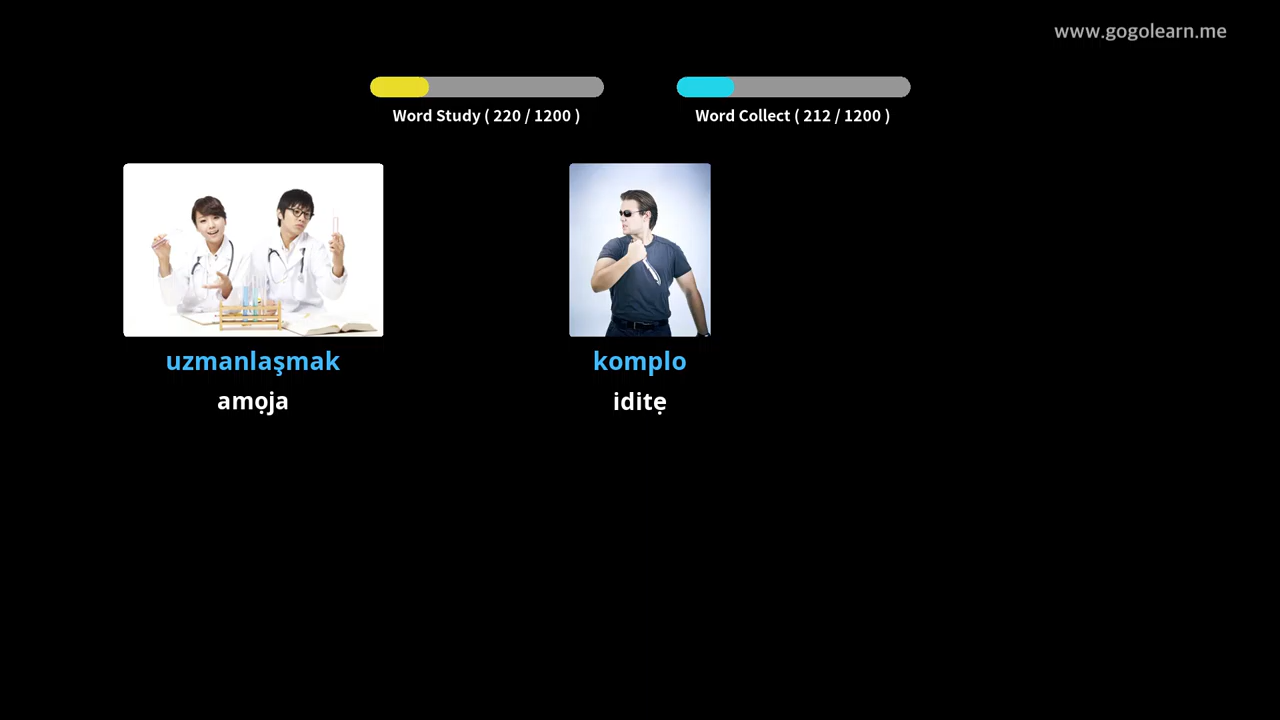 www.gogolearn.me
Word Study ( 220 / 1200 )
Word Collect ( 212 / 1200 )
uzmanlaşmak
amọja
komplo
iditẹ